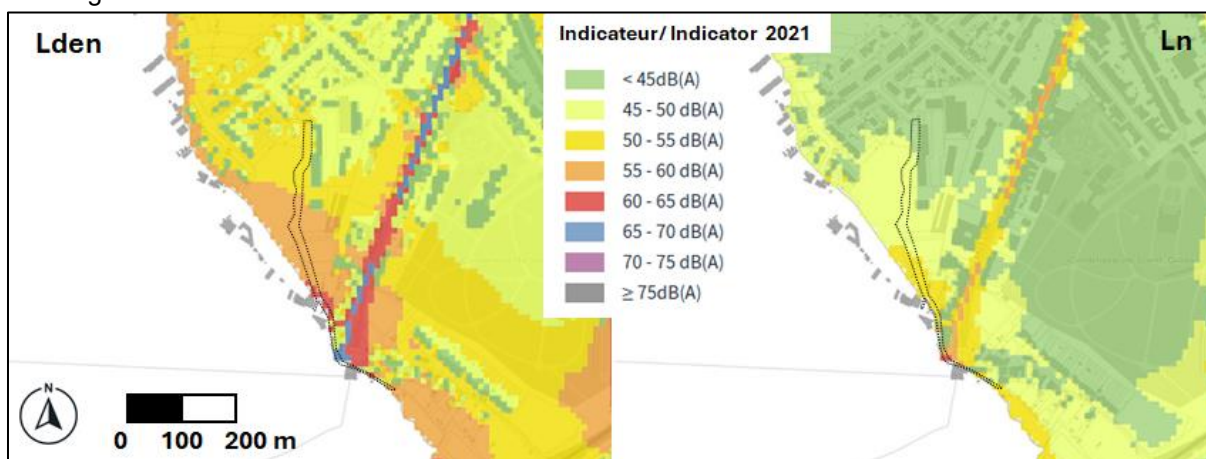 Lden
Indicateur/ Indicator 2021
Ln
< 45dB(A)
45 - 50 dB(A)
50 - 55 dB(A)
55 - 60 dB(A)
60 - 65 dB(A)
65 - 70 dB(A)
70 - 75 dB(A)
≥ 75dB(A)
N
0 100 200 m